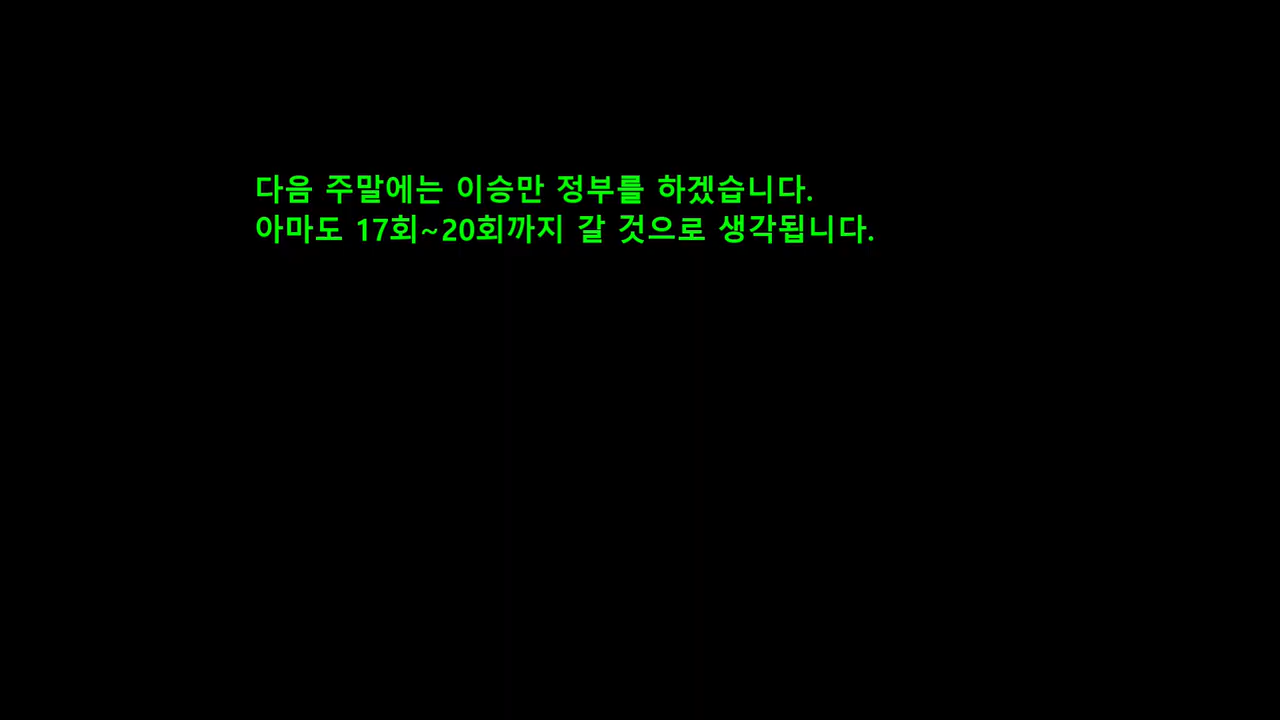 다음 주말에는 이승만 정부를 하겠습니다.
아마도 17회~20회까지 갈 것으로 생각됩니다.